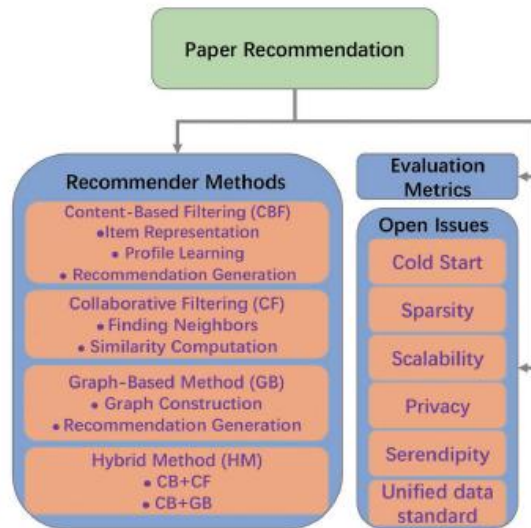 Paper Recommendation
Recommender Methods
Content-Based Filtering (CBF)
•Item Representation
• Profile Learning
• Recommendation Generation
Collaborative Filtering (CF)
• Finding Neighbors
• Similarity Computation
Graph-Based Method (GB)
• Graph Construction
• Recommendation Generation
Hybrid Method (HM)
• CB+CF
• CB+GB
Evaluation
Metrics
Open Issues
Cold Start
Sparsity
Scalability
Privacy
Serendipity
Unified data
standard